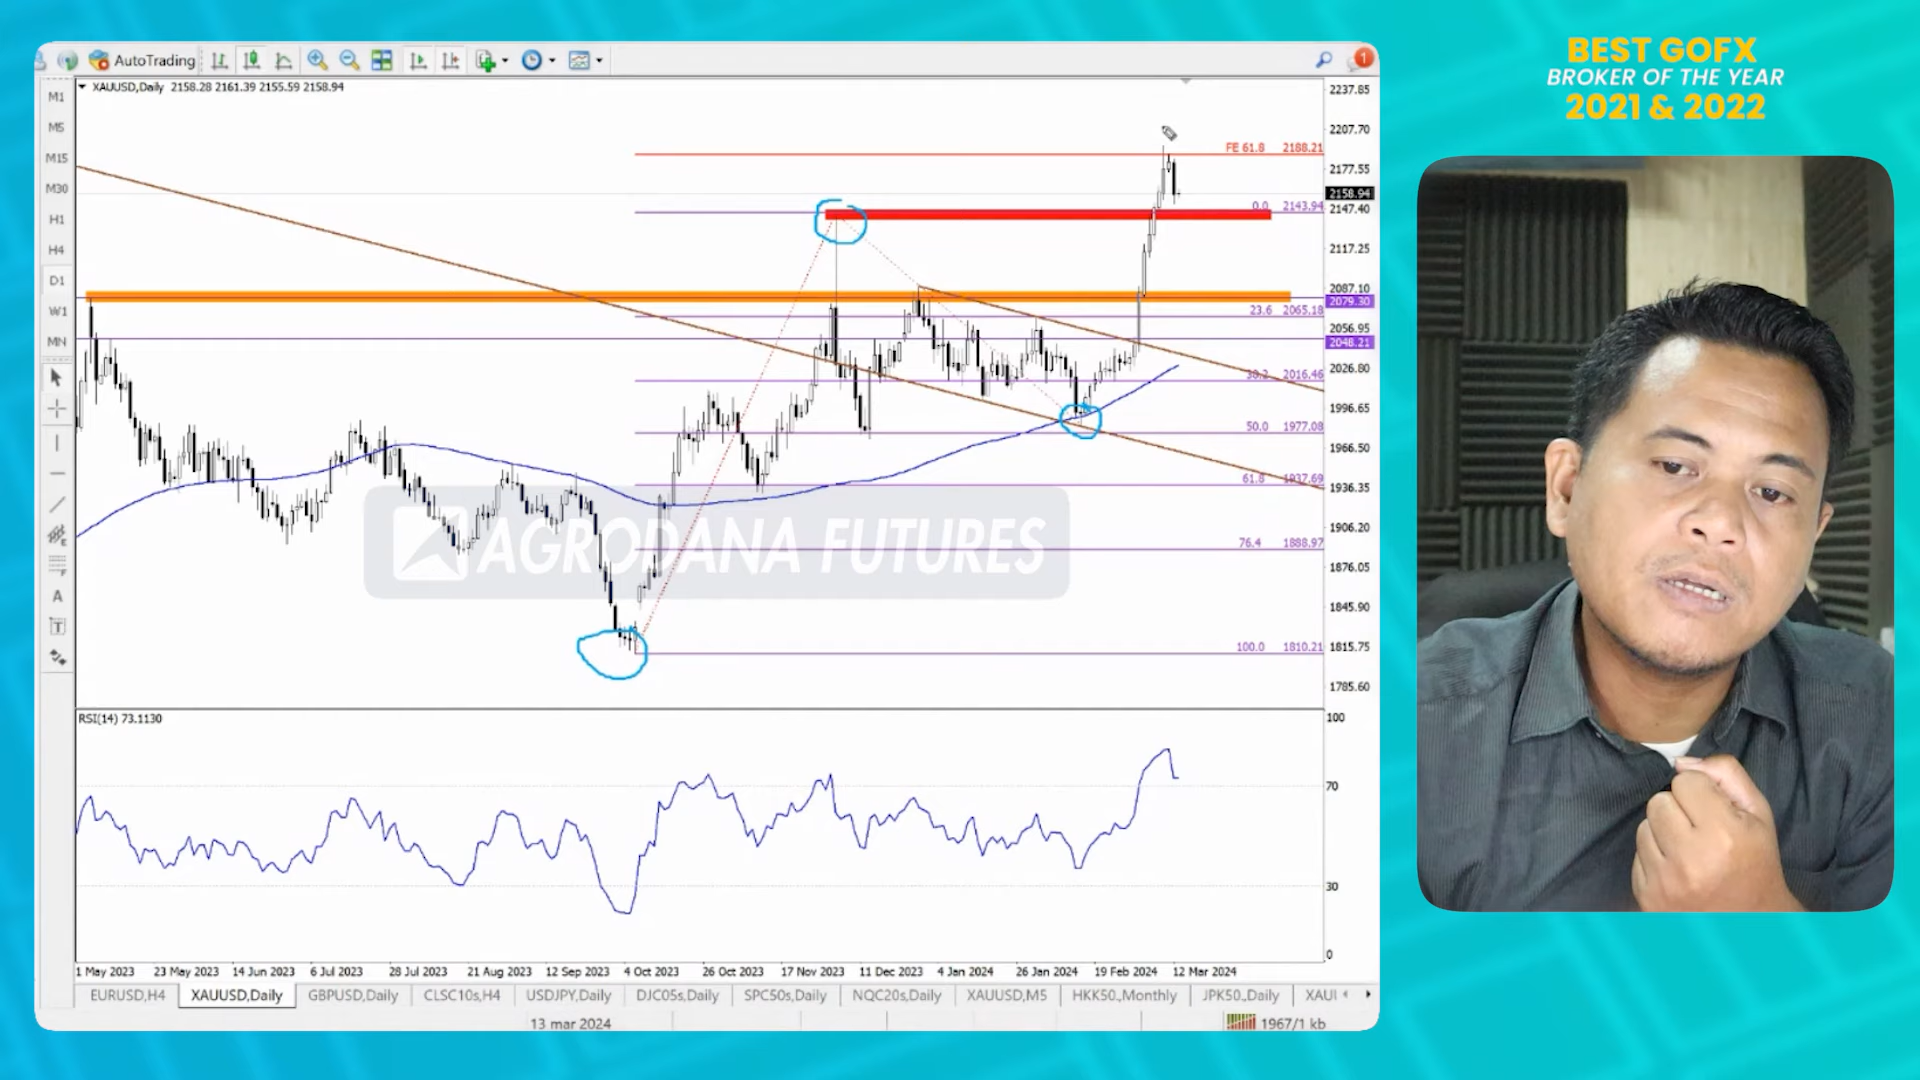 BEST GOFX
BROKER OF THE YEAR
2021 & 2022
AutoTrading
1
XAUUSD,Daily 2158.28 2161.39 2155.59 2158.94
M1
M5
M15
M30
H1
H4
D1
W1
MN
A
T
2237.85
2207.70
FE 61.8 2188.21
2177.55
2158.94
0.0 2143.94
2147.40
2117.25
2087.10
2079.30
23.6 2065.18
2056.95
2048.21
2026.80
38.2 2016.46
1996.65
50.0 1977.08
1966.50
61.8 1937.69
1936.35
1906.20
76.4 1888.97
1876.05
1845.90
100.0 1810.21
1815.75
1785.60
AGRODANA FUTURES
RSI(14) 73.1130
100
70
30
0
1 May 2023 23 May 2023 14 Jun 2023 6 Jul 2023 28 Jul 2023 21 Aug 2023 12 Sep 2023 4 Oct 2023 26 Oct 2023 17 Nov 2023 11 Dec 2023 4 Jan 2024 26 Jan 2024 19 Feb 2024 12 Mar 2024
EURUSD,H4 XAUUSD,Daily GBPUSD,Daily CLSC10s,H4 USDJPY,Daily DJC05s,Daily SPC50s,Daily NQC20s,Daily XAUUSD,M5 HKK50.,Monthly JPK50.,Daily XAUI
13 mar 2024
1967/1 kb